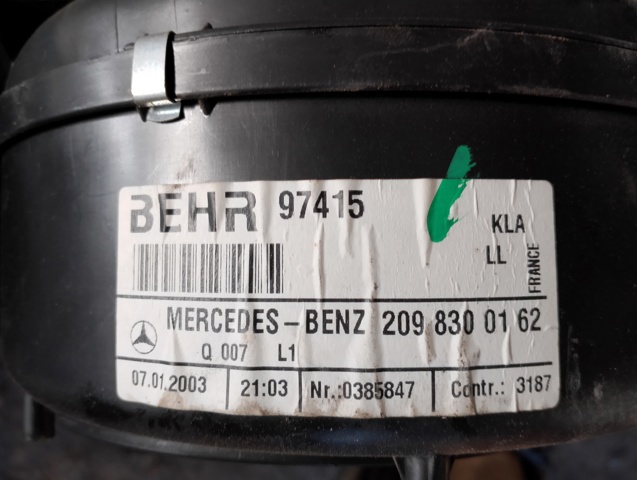 BEHR 97415
KLA
LL
FRANCE
MERCEDES-BENZ 209 830 01 62
Q 007 L1
07.01.2003 21:03 Nr.:0385847 Contr.: 3187